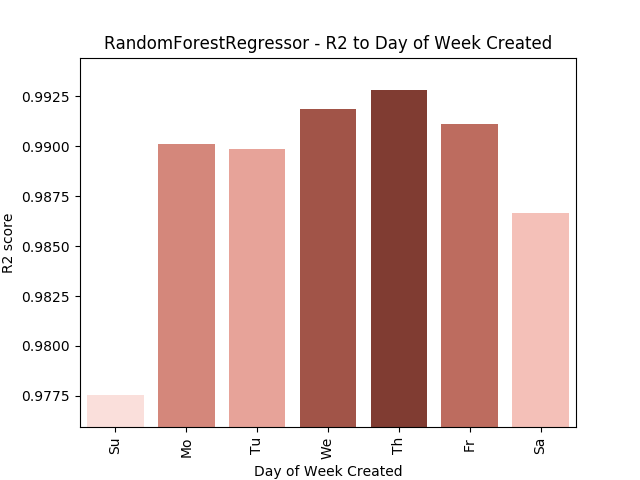 RandomForestRegressor - R2 to Day of Week Created
0.9925
0.9900
0.9875
0.9850
0.9825
0.9800
0.9775
R2 score
Su
Mo
Tu
We
Th
Fr
Sa
Day of Week Created